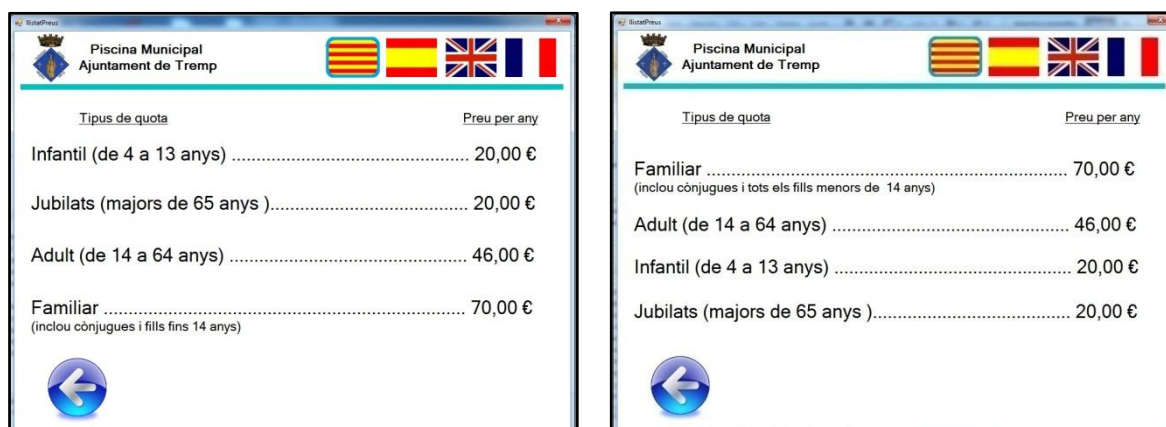 llistatPreus
Piscina Municipal
Ajuntament de Tremp
Tipus de quota Preu per any
Infantil (de 4 a 13 anys) ................................................. 20,00 €
Jubilats (majors de 65 anys )......................................... 20,00 €
Adult (de 14 a 64 anys) ................................................. 46,00 €
Familiar ........................................................................... 70,00 €
(inclou cònjugues i fills fins 14 anys)
llistatPreus
Piscina Municipal
Ajuntament de Tremp
Tipus de quota Preu per any
Familiar ........................................................................... 70,00 €
(inclou cònjugues i tots els fills menors de 14 anys)
Adult (de 14 a 64 anys) ................................................. 46,00 €
Infantil (de 4 a 13 anys) ................................................. 20,00 €
Jubilats (majors de 65 anys )......................................... 20,00 €